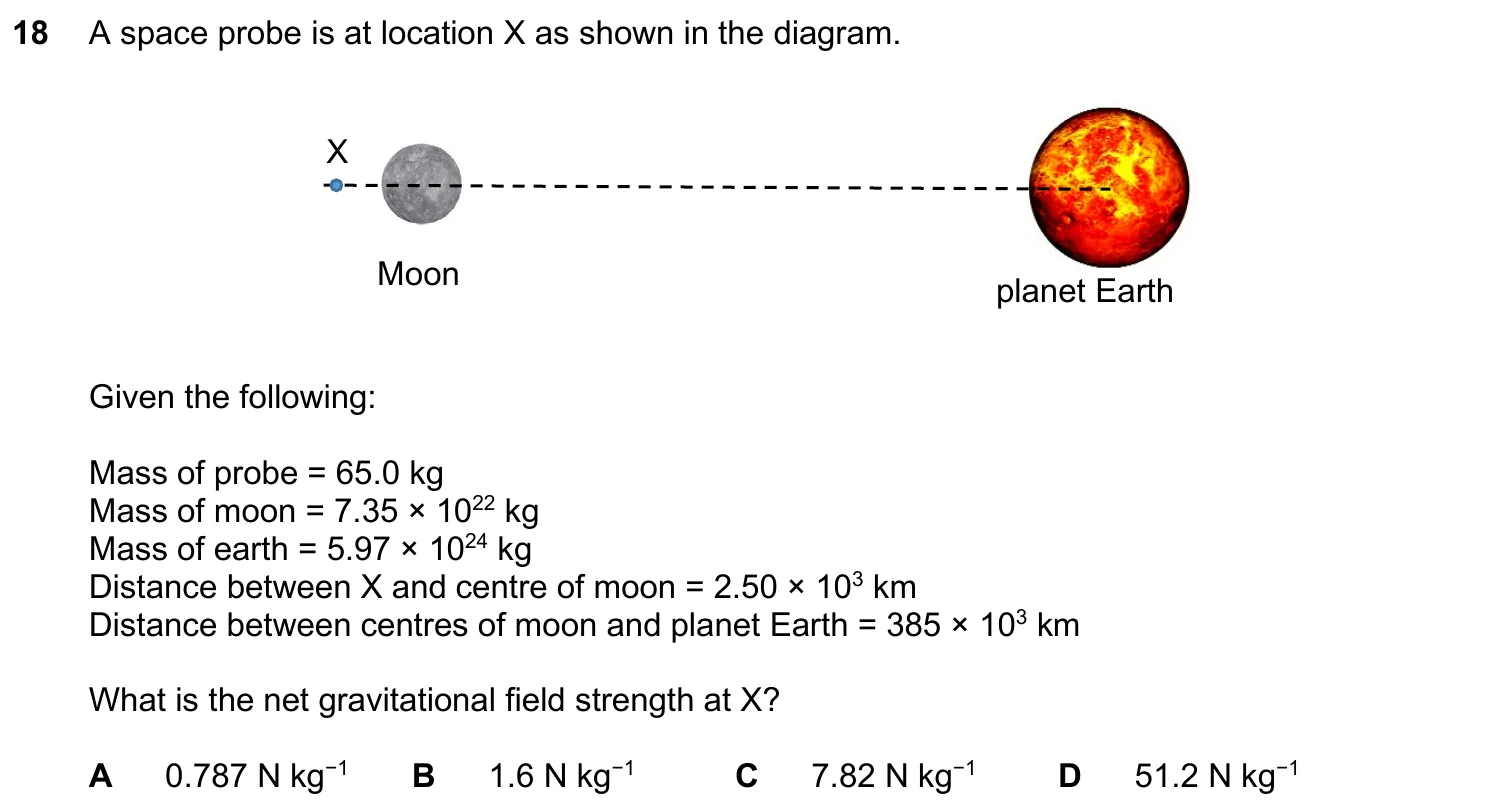 18 A space probe is at location X as shown in the diagram.
X
Moon
planet Earth
Given the following:
Mass of probe = 65.0 kg
Mass of moon = 7.35 × 10²² kg
Mass of earth = 5.97 × 10²⁴ kg
Distance between X and centre of moon = 2.50 × 10³ km
Distance between centres of moon and planet Earth = 385 × 10³ km
What is the net gravitational field strength at X?
A 0.787 N kg⁻¹ B 1.6 N kg⁻¹ C 7.82 N kg⁻¹ D 51.2 N kg⁻¹